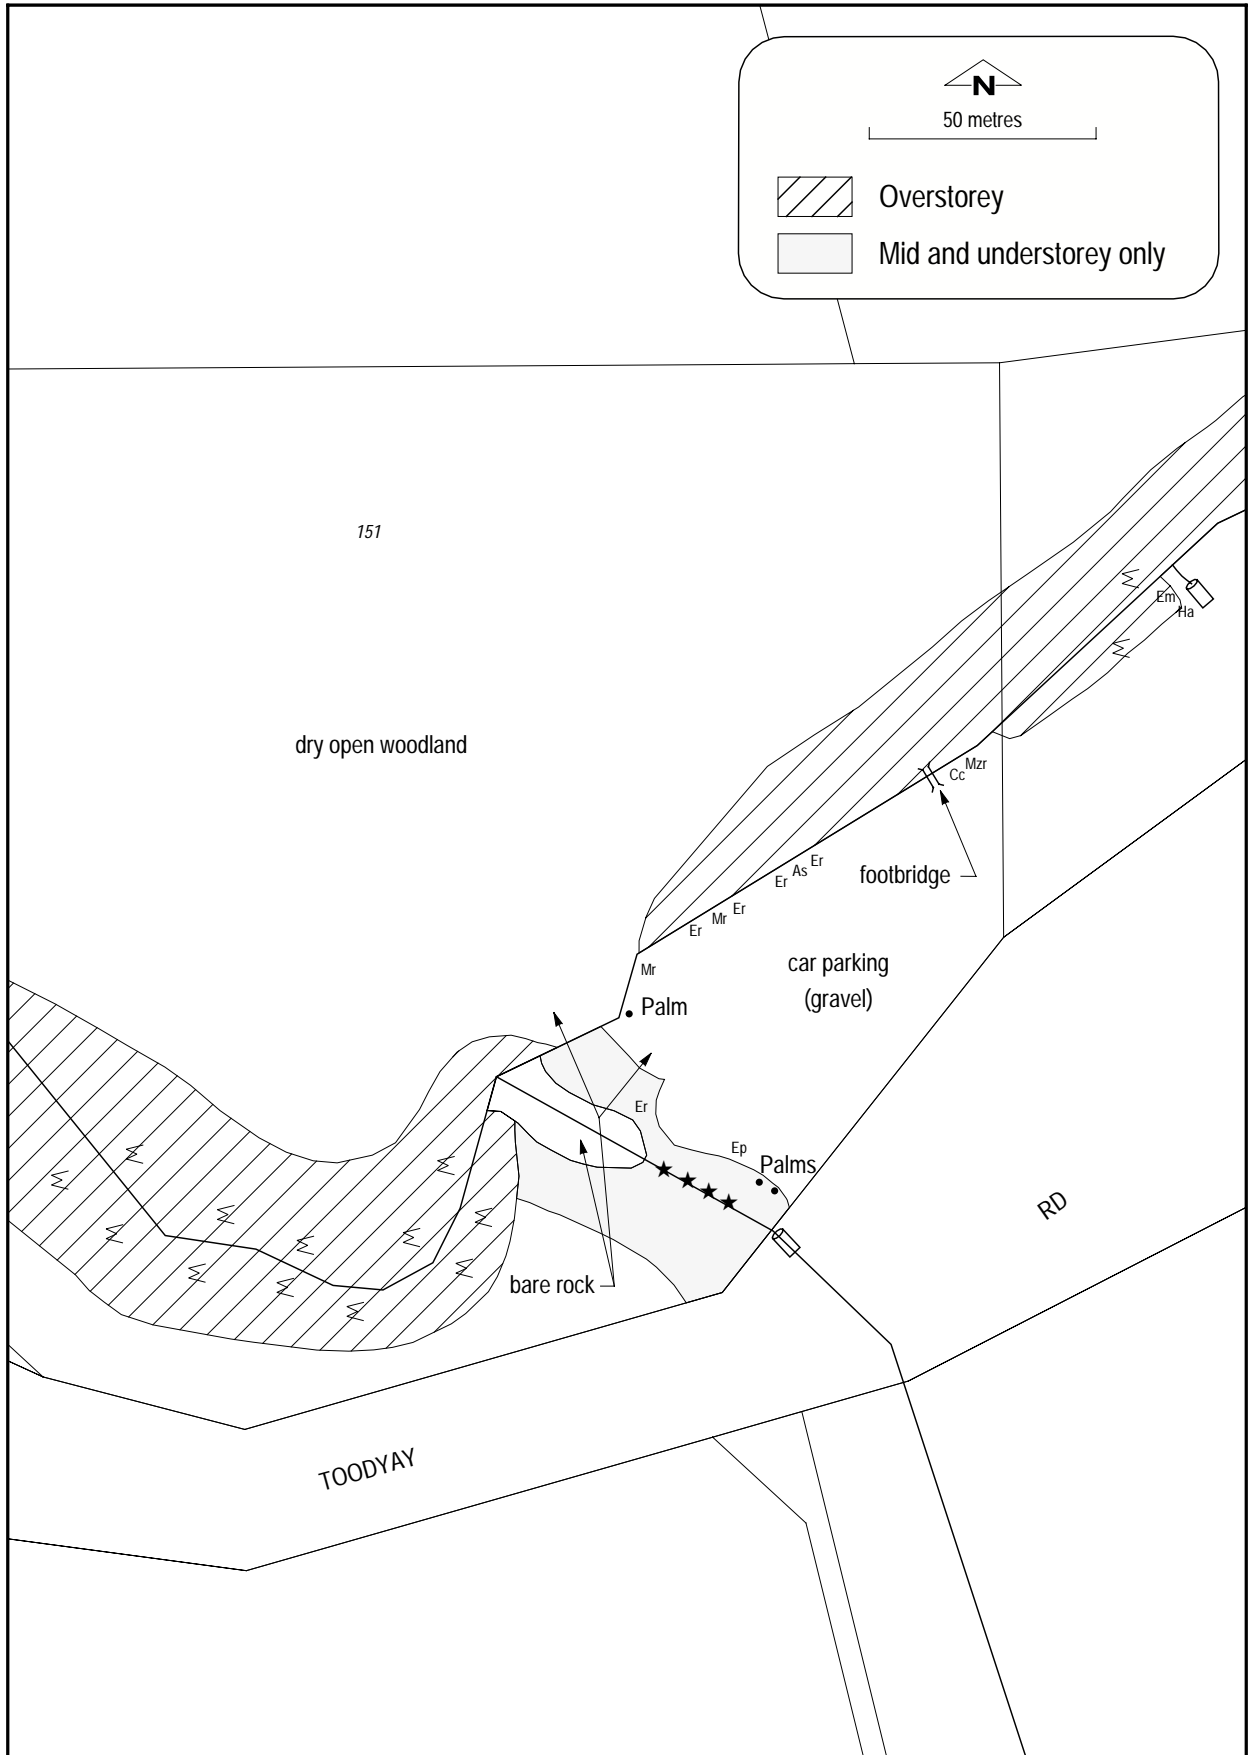 N
50 metres
Overstorey
Mid and understorey only
151
Em
Ha
dry open woodland
Mzr
Cc
footbridge
Er
As
Er
Er
Mr
Er
car parking
(gravel)
Mr
Palm
Er
Ep
Palms
RD
bare rock
TOODYAY